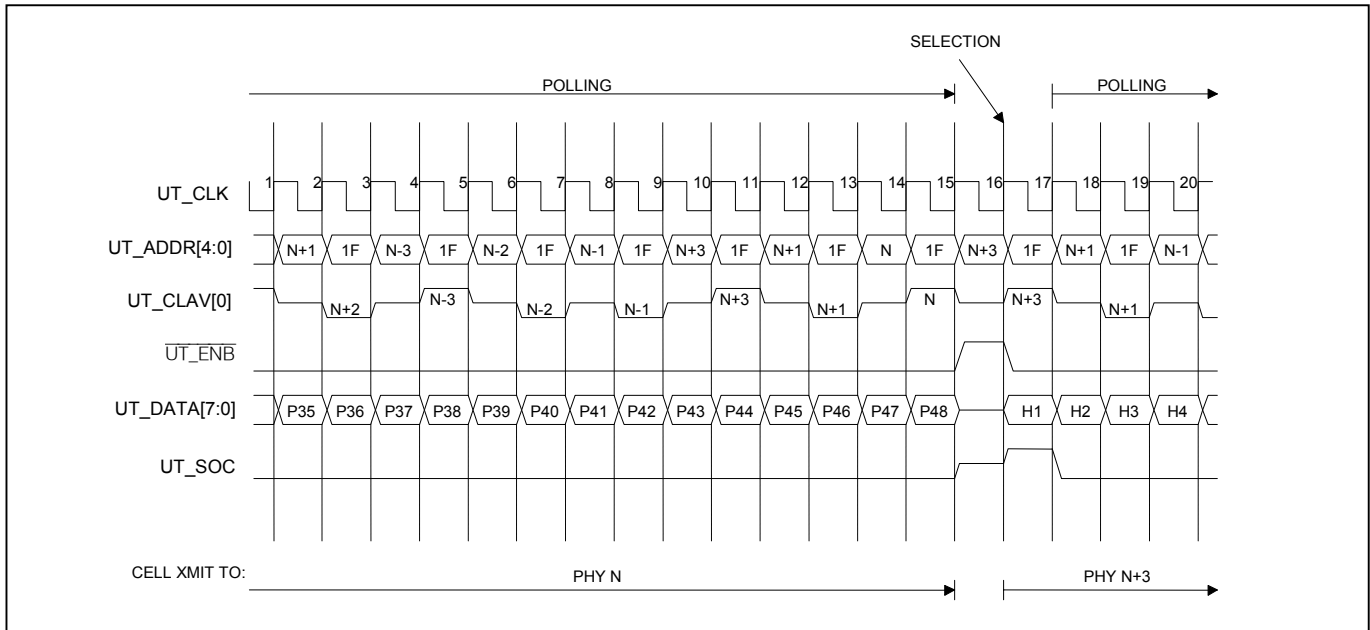 SELECTION
POLLING POLLING
UT_CLK 1 2 3 4 5 6 7 8 9 10 11 12 13 14 15 16 17 18 19 20
UT_ADDR[4:0] N+1 1F N-3 1F N-2 1F N-1 1F N+3 1F N+1 1F N 1F N+3 1F N+1 1F N-1
UT_CLAV[0] N+2 N-3 N-2 N-1 N+3 N+1 N N+3 N+1
UT_ENB
UT_DATA[7:0] P35 P36 P37 P38 P39 P40 P41 P42 P43 P44 P45 P46 P47 P48 H1 H2 H3 H4
UT_SOC
CELL XMIT TO: PHY N PHY N+3